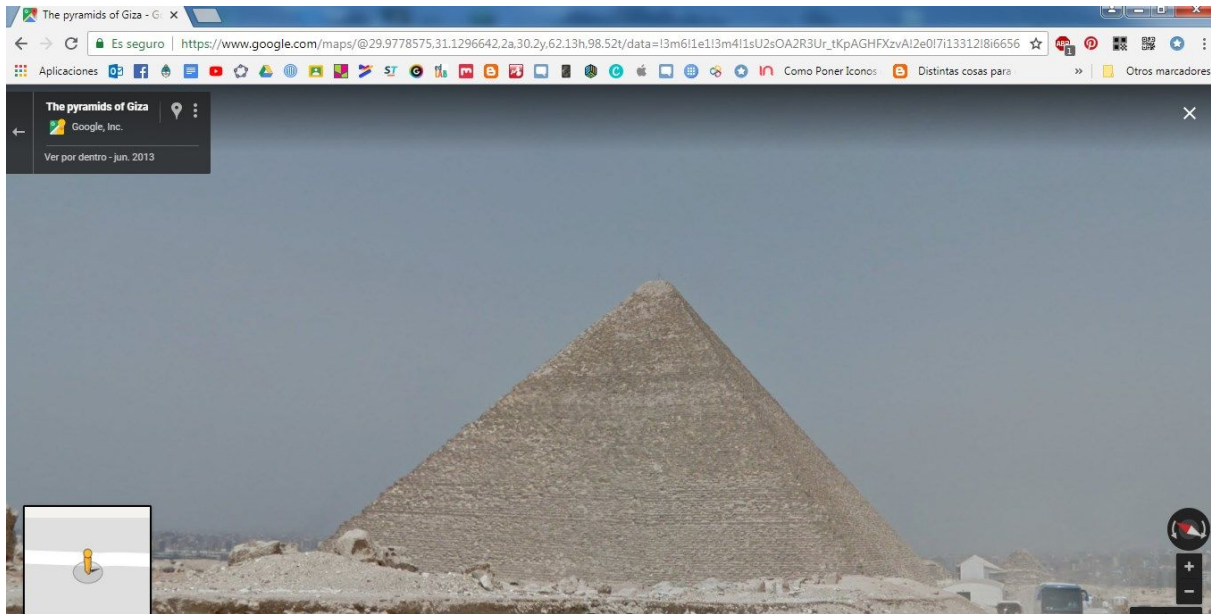 The pyramids of Giza - G
Es seguro
https://www.google.com/maps/@29.9778575,31.1296642,2a,30.2y,62.13h,98.52t/data=!3m6!1e1!3m4!1sU2sOA2R3Ur_tKpAGHFXzvA!2e0!7i13312!8i6656
Aplicaciones
Como Poner Iconos
Distintas cosas para
»
Otros marcadores
The pyramids of Giza
Google, Inc.
Ver por dentro - jun. 2013